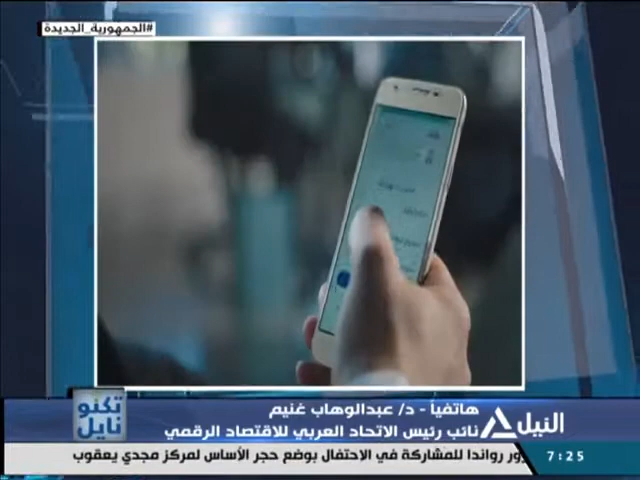 #الجمهورية_الجديدة
هاتفياً - د/ عبدالوهاب غنيم
نائب رئيس الاتحاد العربي للاقتصاد الرقمي
النيل
تكنو
نايل
رواندا للمشاركة في الاحتفال بوضع حجر الأساس لمركز مجدي يعقوب
7:25